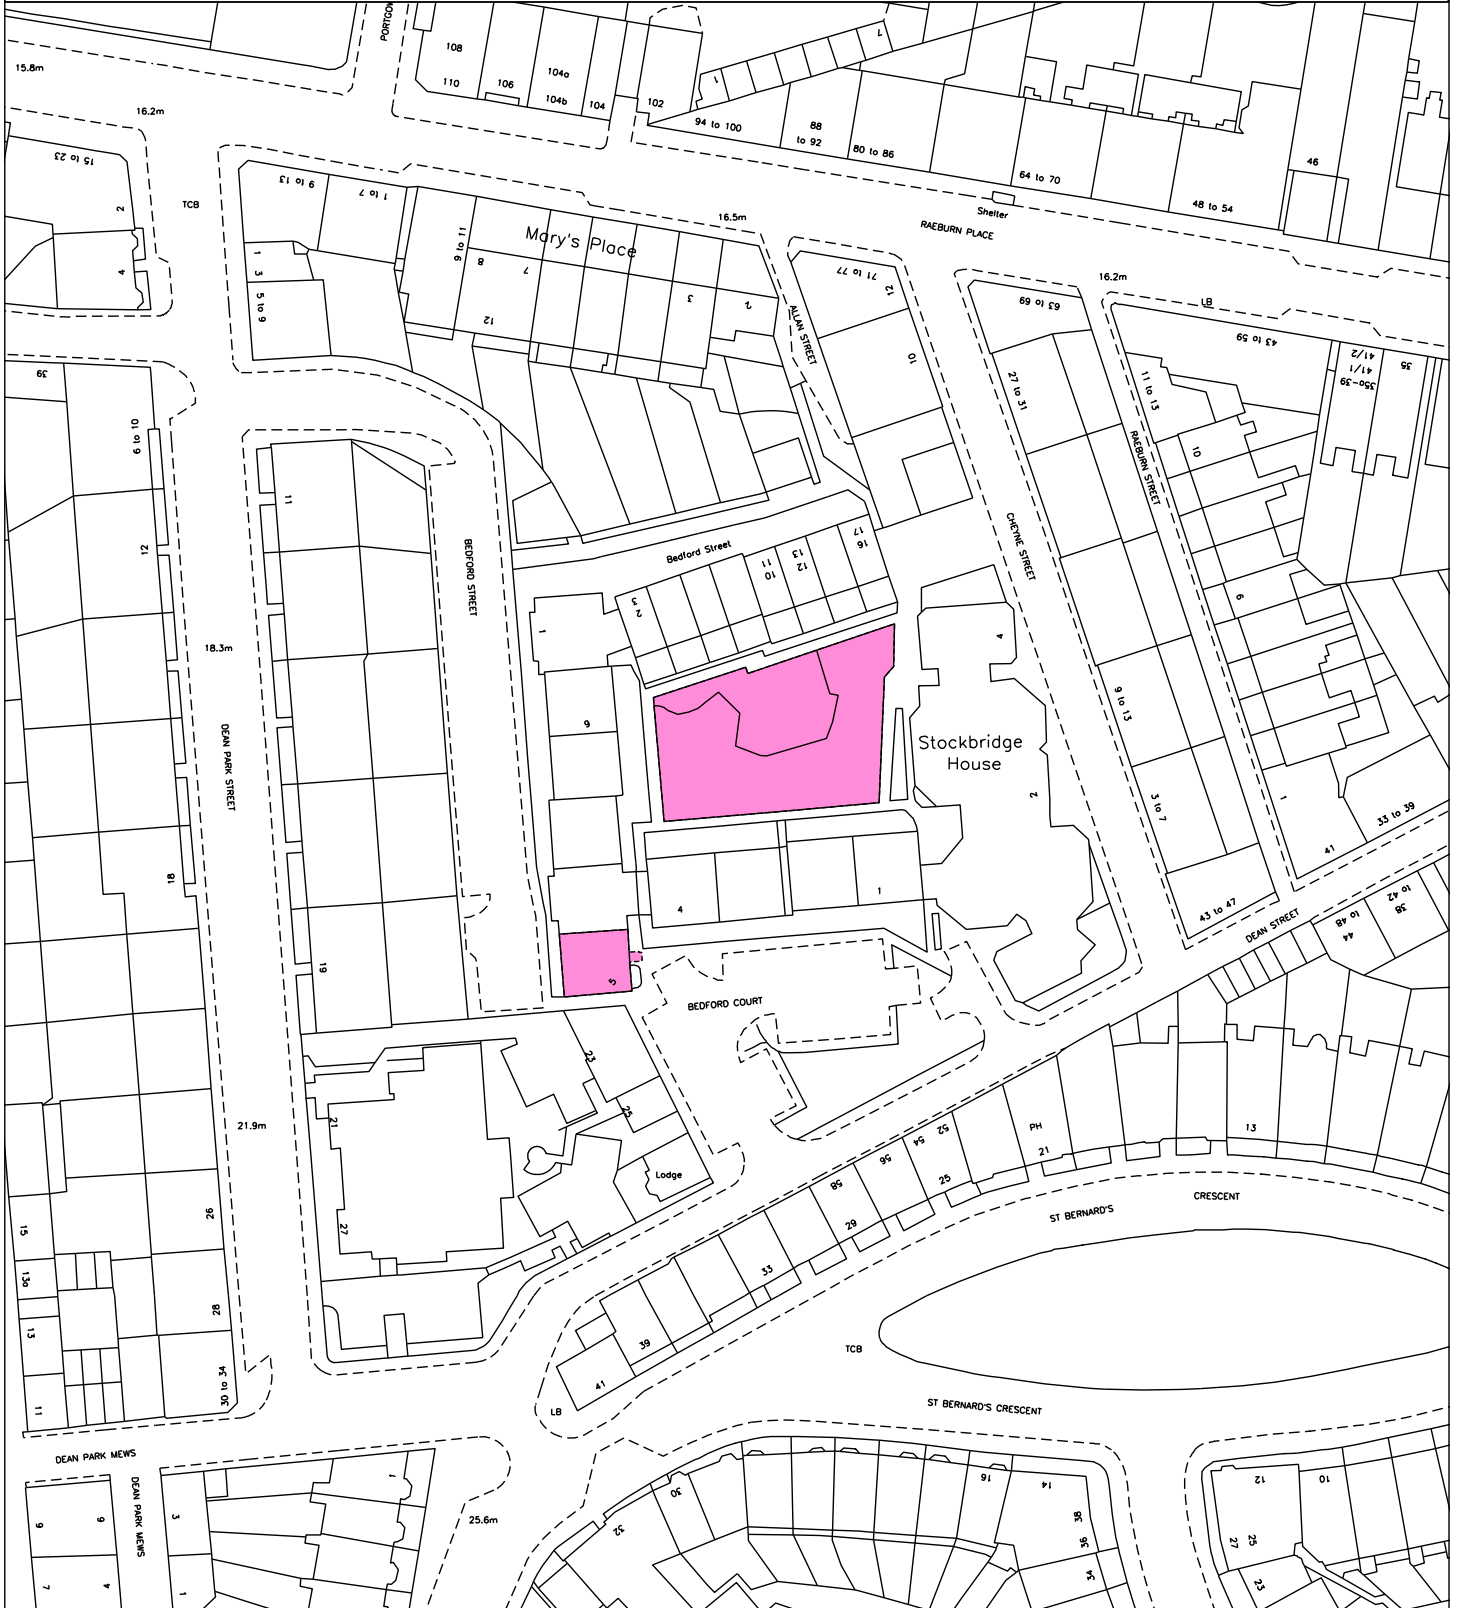 PORTGOW
15.8m
16.2m
108
110
106
104a
104b
104
102
1
7
94 to 100
88
to 92
80 to 86
64 to 70
48 to 54
46
15 to 23
2
4
TCB
9 to 13
1 to 7
1
3
5 to 6
9 to 11
Mary's Place
8
7
12
3
2
16.5m
Shelter
RAEBURN PLACE
16.2m
LB
71 to 77
12
10
ALLAN STREET
63 to 69
27 to 31
43 to 59
41/2
41/1
35a-39
35
11 to 13
10
RAEBURN STREET
39
6 to 10
12
11
BEDFORD STREET
Bedford Street
3
2
11
10
13
12
17
16
CHEYNE STREET
1
9
4
6
18.3m
DEAN PARK STREET
Stockbridge
House
2
9 to 13
3 to 7
1
33 to 39
41
18
19
4
1
43 to 47
DEAN STREET
38
to 42
44
to 48
5
BEDFORD COURT
23
25
Lodge
21
27
21.9m
26
28
30 to 34
15
13a
13
11
PH
21
13
52
54
56
58
25
29
33
39
41
ST BERNARD'S
CRESCENT
TCB
LB
ST BERNARD'S CRESCENT
DEAN PARK MEWS
DEAN PARK MEWS
9
6
7
4
3
1
1
25.6m
30
32
16
14
38
36
34
12
10
27
25
23